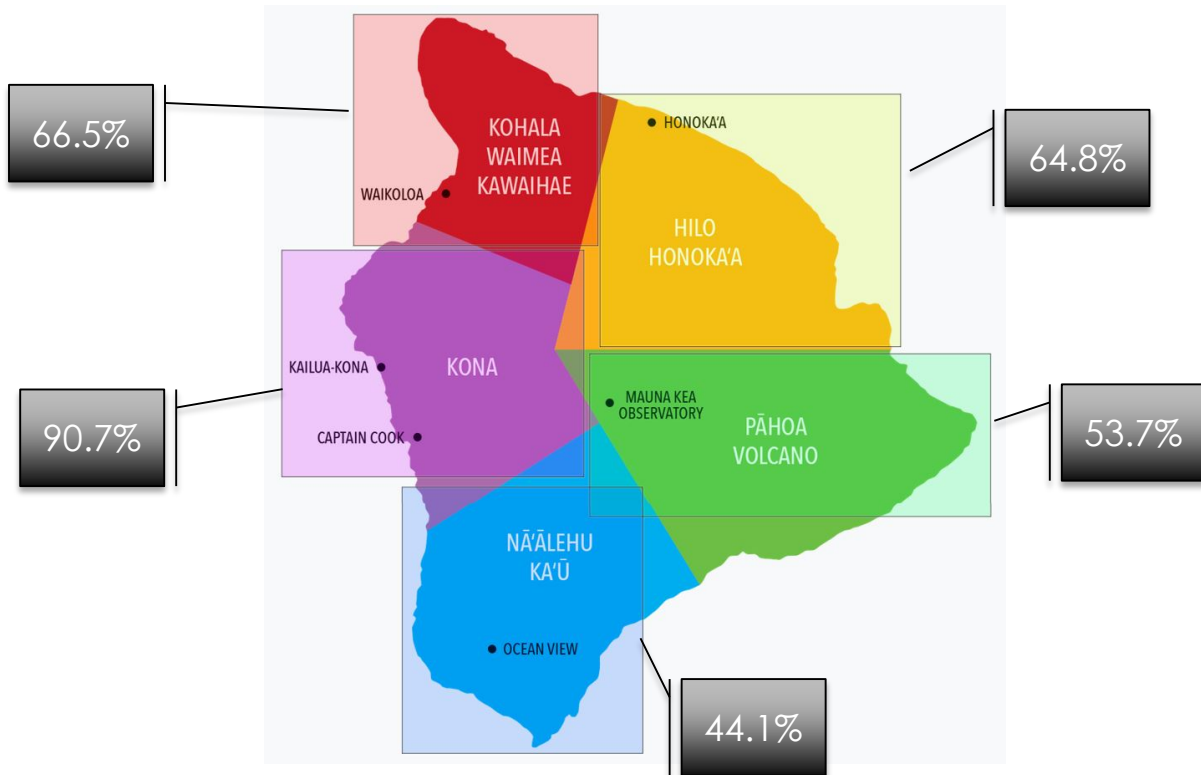 66.5%
KOHALA
WAIMEA
KAWAIHAE
WAIKOLOA
HONOKA‘A
64.8%
HILO
HONOKA‘A
90.7%
KAILUA-KONA
KONA
CAPTAIN COOK
MAUNA KEA
OBSERVATORY
PĀHOA
VOLCANO
53.7%
NĀ‘ĀLEHU
KA‘Ū
OCEAN VIEW
44.1%